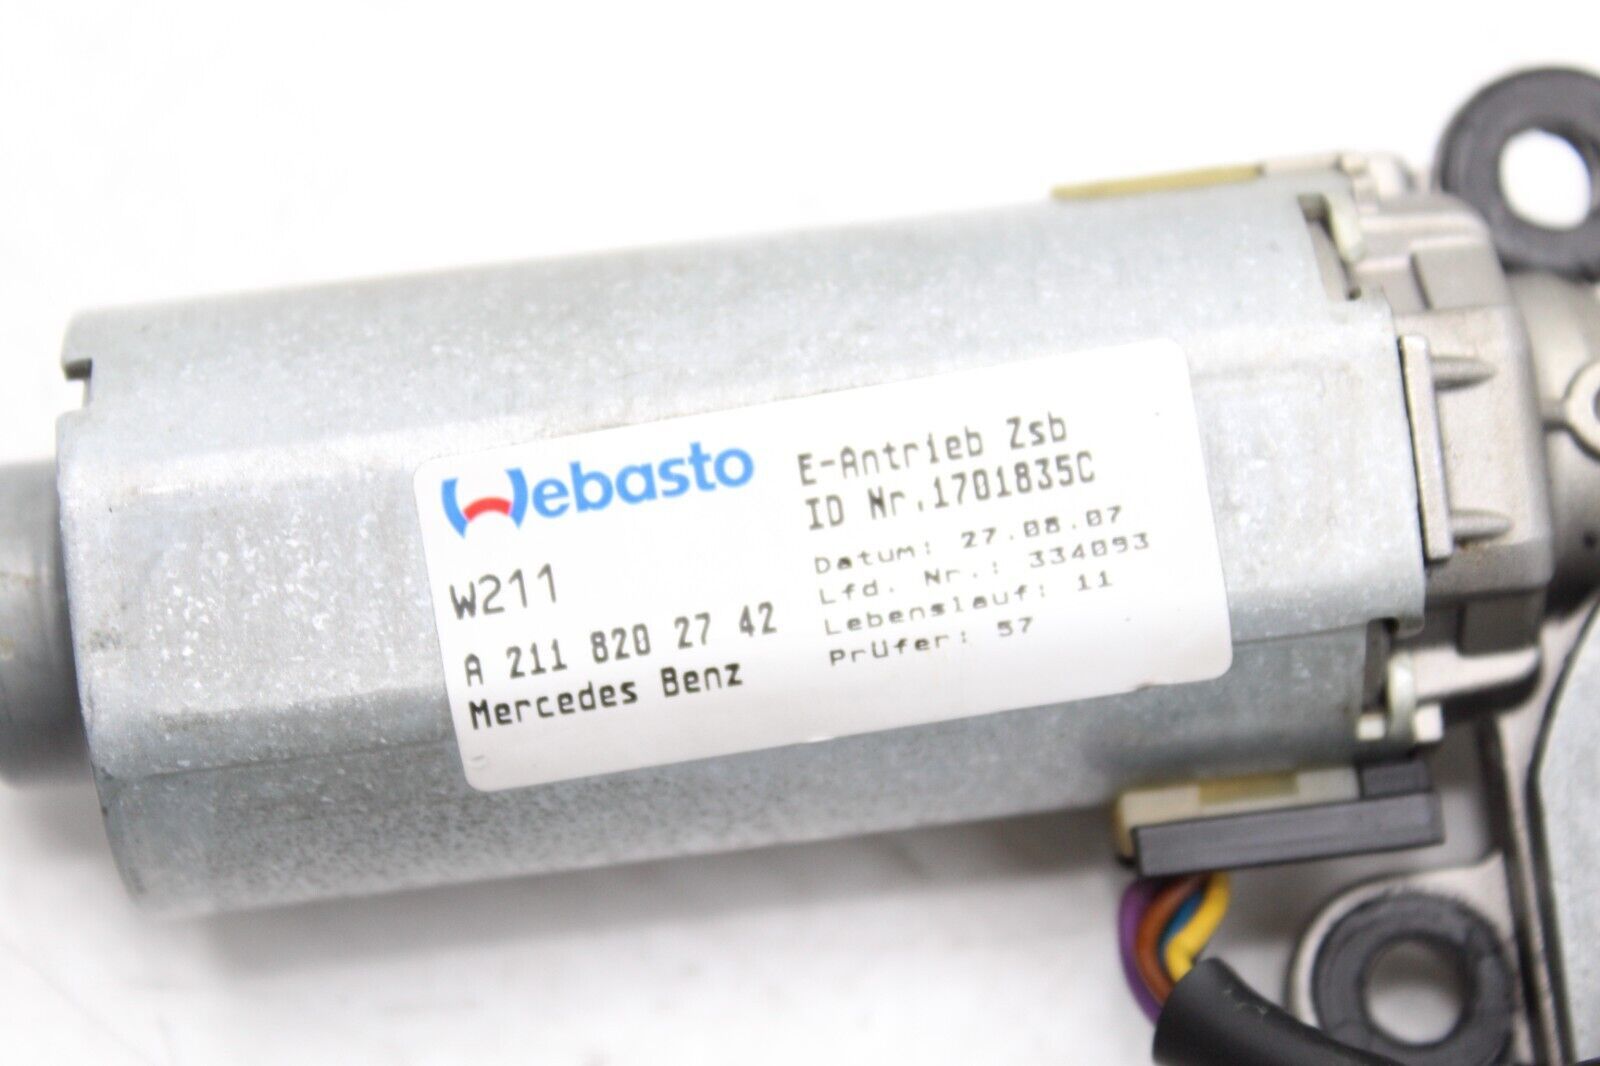 Webasto
W211
A 211 820 27 42
Mercedes Benz
E-Antrieb Zsb
ID Nr.1701835C
Datum: 27.08.07
Lfd. Nr.: 334093
Lebenslauf: 11
Prüfer: 57